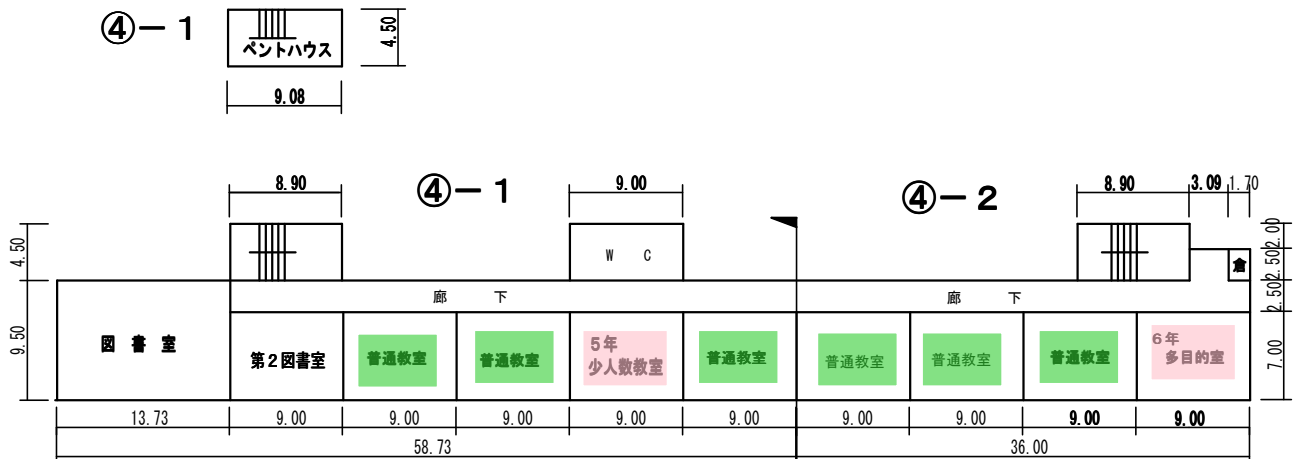 ④－１
ペントハウス
4.50
9.08
8.90
④－１
9.00
④－２
8.90
3.09
1.70
4.50
W C
倉
2.00
2.50
廊 下
廊 下
2.50
9.50
図 書 室
第２図書室
普通教室
普通教室
５年
少人数教室
普通教室
普通教室
普通教室
普通教室
６年
多目的室
7.00
13.73
9.00
9.00
9.00
9.00
9.00
9.00
9.00
9.00
9.00
58.73
36.00